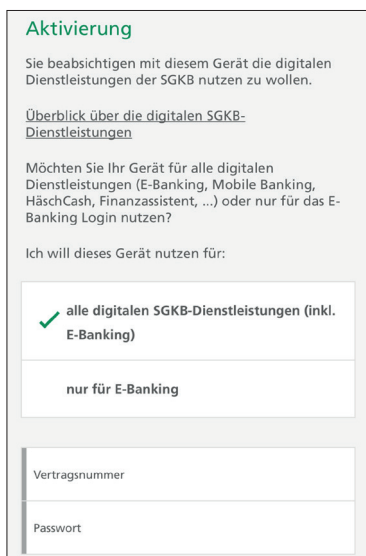 Aktivierung
Sie beabsichtigen mit diesem Gerät die digitalen
Dienstleistungen der SGKB nutzen zu wollen.
Überblick über die digitalen SGKB-
Dienstleistungen
Möchten Sie Ihr Gerät für alle digitalen
Dienstleistungen (E-Banking, Mobile Banking,
HäschCash, Finanzassistent, ...) oder nur für das E-
Banking Login nutzen?
Ich will dieses Gerät nutzen für:
alle digitalen SGKB-Dienstleistungen (inkl.
E-Banking)
nur für E-Banking
Vertragsnummer
Passwort